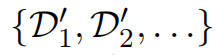 {𝒟′₁, 𝒟′₂, …}